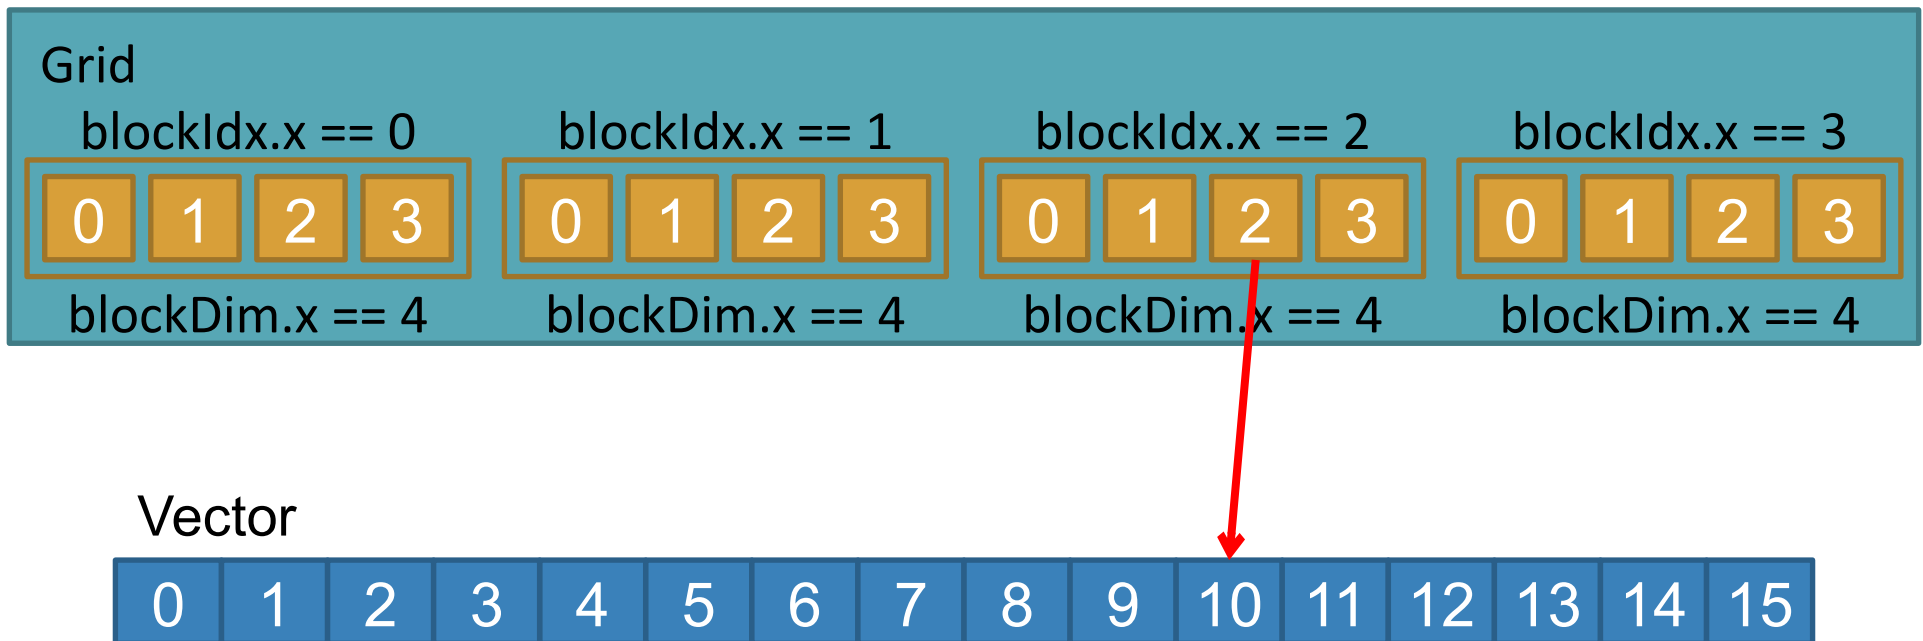 Grid
blockIdx.x == 0 blockIdx.x == 1 blockIdx.x == 2 blockIdx.x == 3
0 1 2 3 0 1 2 3 0 1 2 3 0 1 2 3
blockDim.x == 4 blockDim.x == 4 blockDim.x == 4 blockDim.x == 4
Vector
0 1 2 3 4 5 6 7 8 9 10 11 12 13 14 15